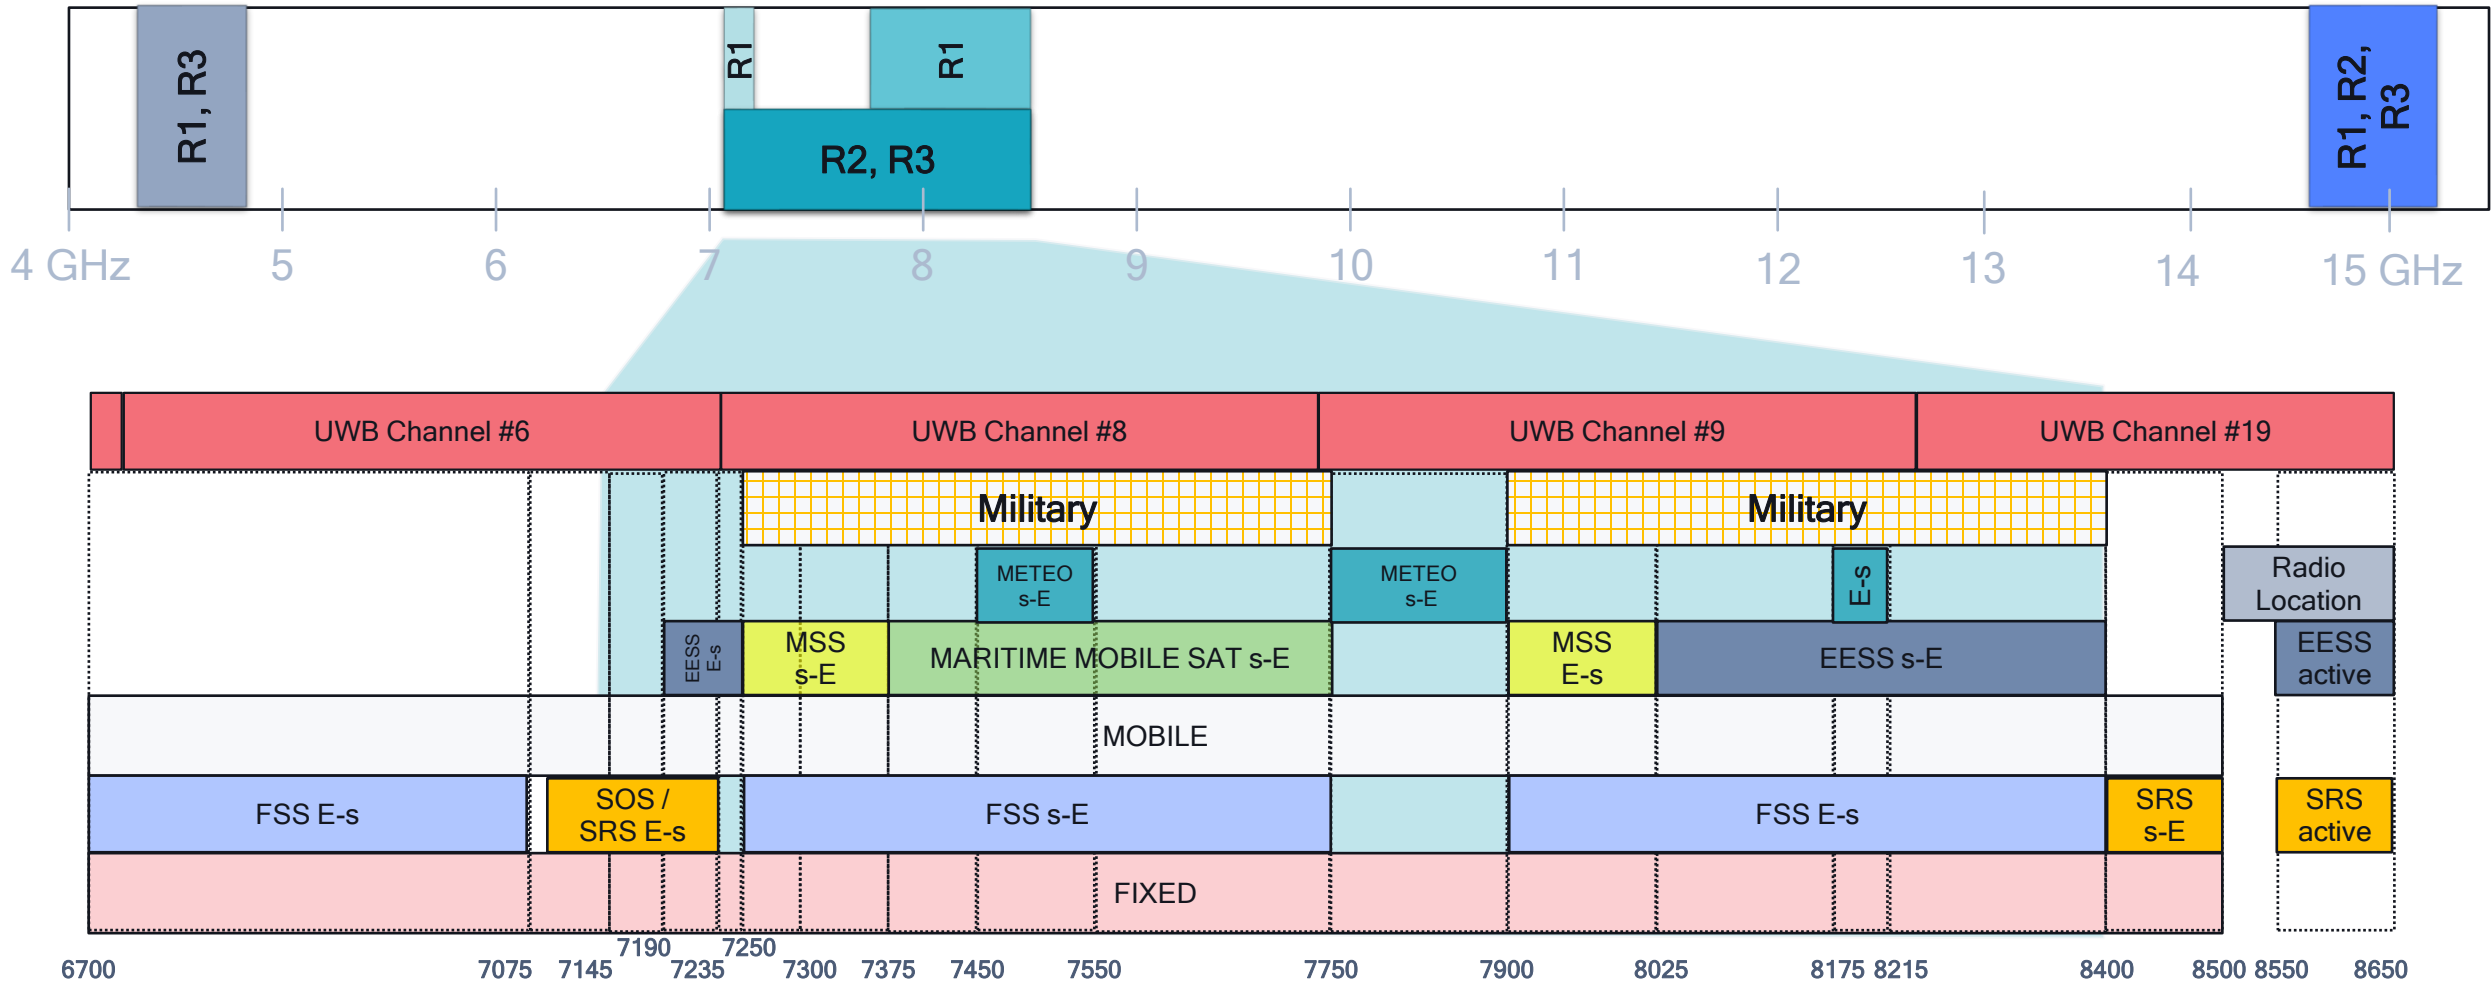 R1, R3
R1
R1
R2, R3
R1, R2,
R3
4 GHz 5 6 7 8 9 10 11 12 13 14 15 GHz
UWB Channel #6 UWB Channel #8 UWB Channel #9 UWB Channel #19
Military Military
METEO
s-E
METEO
s-E
E-s
Radio
Location
EESS
E-s
MSS
s-E
MARITIME MOBILE SAT s-E
MSS
E-s
EESS s-E
EESS
active
MOBILE
FSS E-s
SOS /
SRS E-s
FSS s-E
FSS E-s
SRS
s-E
SRS
active
FIXED
7190 7250
6700 7075 7145 7235 7300 7375 7450 7550 7750 7900 8025 8175 8215 8400 8500 8550 8650